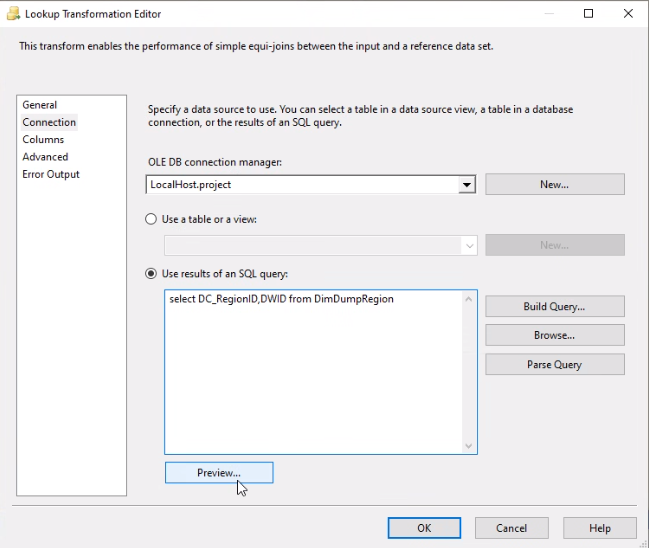 Lookup Transformation Editor
This transform enables the performance of simple equi-joins between the input and a reference data set.
General
Connection
Columns
Advanced
Error Output
Specify a data source to use. You can select a table in a data source view, a table in a database
connection, or the results of an SQL query.
OLE DB connection manager:
LocalHost.project
New...
Use a table or a view:
New...
Use results of an SQL query:
select DC_RegionID,DWID from DimDumpRegion
Build Query...
Browse...
Parse Query
Preview...
OK
Cancel
Help